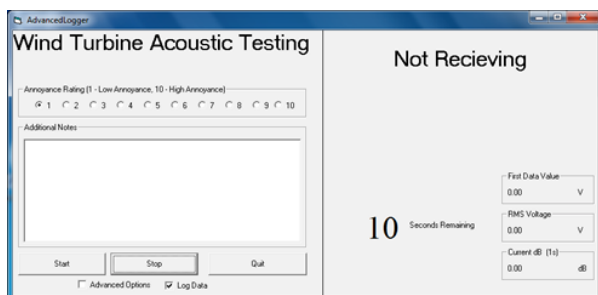 AdvancedLogger
Wind Turbine Acoustic Testing
Annoyance Rating (1 - Low Annoyance, 10 - High Annoyance)
1 2 3 4 5 6 7 8 9 10
Additional Notes
Start Stop Quit
Advanced Options Log Data
Not Recieving
10 Seconds Remaining
First Data Value
0.00 V
RMS Voltage
0.00 V
Current dB (1s)
0.00 dB